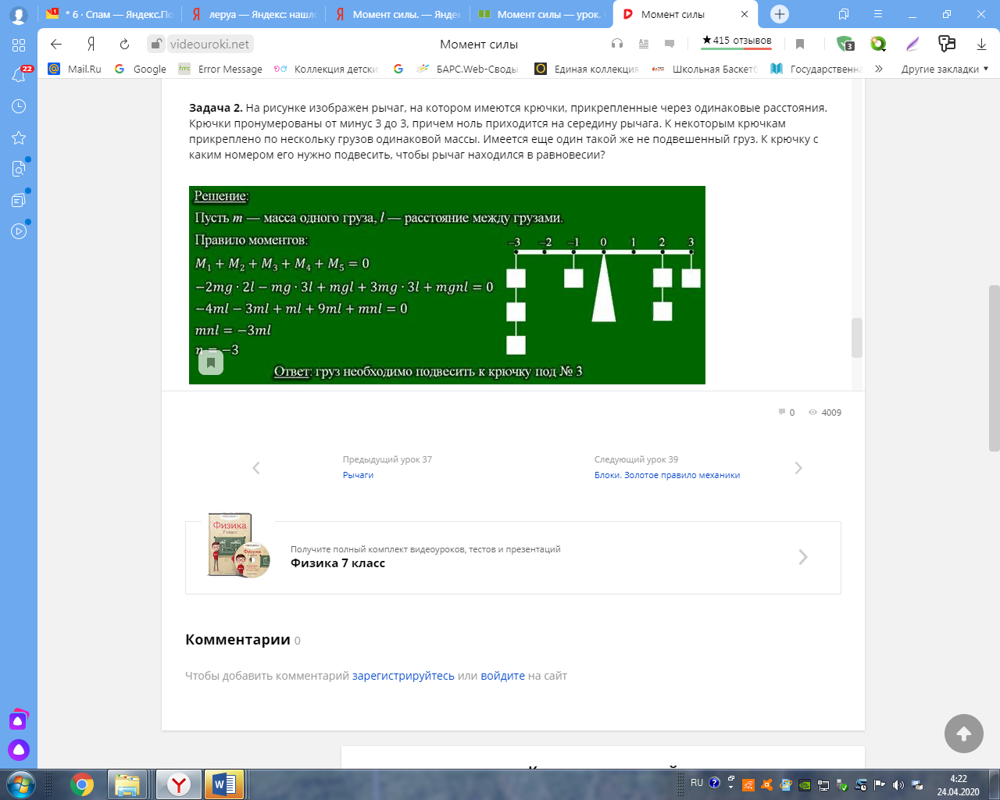 * 6 · Спам — Яндекс.По
леруа — Яндекс: нашло
Момент силы. — Яндек
Момент силы — урок.
Момент силы
videouroki.net
Момент силы
★ 415 отзывов
3
22
Mail.Ru
Google
Error Message
Коллекция детски
БАРС.Web-Своды
Единая коллекция
Школьная Баскетб
Государственна
Другие закладки
Задача 2. На рисунке изображен рычаг, на котором имеются крючки, прикрепленные через одинаковые расстояния.
Крючки пронумерованы от минус 3 до 3, причем ноль приходится на середину рычага. К некоторым крючкам
прикреплено по нескольку грузов одинаковой массы. Имеется еще один такой же не подвешенный груз. К крючку с
каким номером его нужно подвесить, чтобы рычаг находился в равновесии?
Решение:
Пусть m — масса одного груза, l — расстояние между грузами.
Правило моментов:
−3 −2 −1 0 1 2 3
M₁ + M₂ + M₃ + M₄ + M₅ = 0
−2mg · 2l − mg · 3l + mgl + 3mg · 3l + mgnl = 0
−4ml − 3ml + ml + 9ml + mnl = 0
mnl = −3ml
n = −3
Ответ: груз необходимо подвесить к крючку под № 3
0 4009
Предыдущий урок 37
Рычаги
Следующий урок 39
Блоки. Золотое правило механики
Физика
7 класс
Получите полный комплект видеоуроков, тестов и презентаций
Физика 7 класс
Комментарии 0
Чтобы добавить комментарий зарегистрируйтесь или войдите на сайт
RU
4:22
24.04.2020